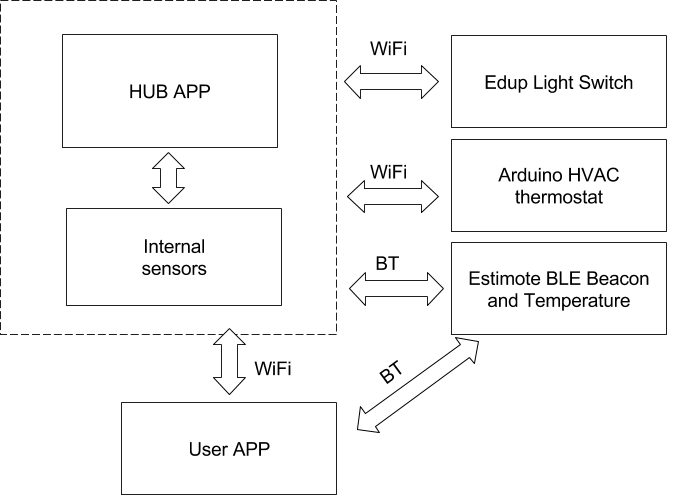 WiFi
HUB APP
Edup Light Switch
WiFi
Arduino HVAC
thermostat
Internal
sensors
BT
Estimote BLE Beacon
and Temperature
WiFi
BT
User APP